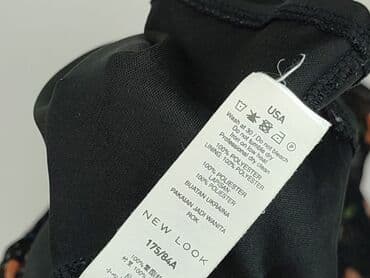 USA
Wash at 30/ Do not bleach
Do not tumble dry
Iron on low heat
Professional dry clean
100% POLYESTER
LINING: 100% POLYESTER
100% POLIESTER
LAPISAN:
100% POLIESTER
BUATAN UKRAINA
PAKAIAN JADI WANITA
ROK
NEW LOOK
175/84A